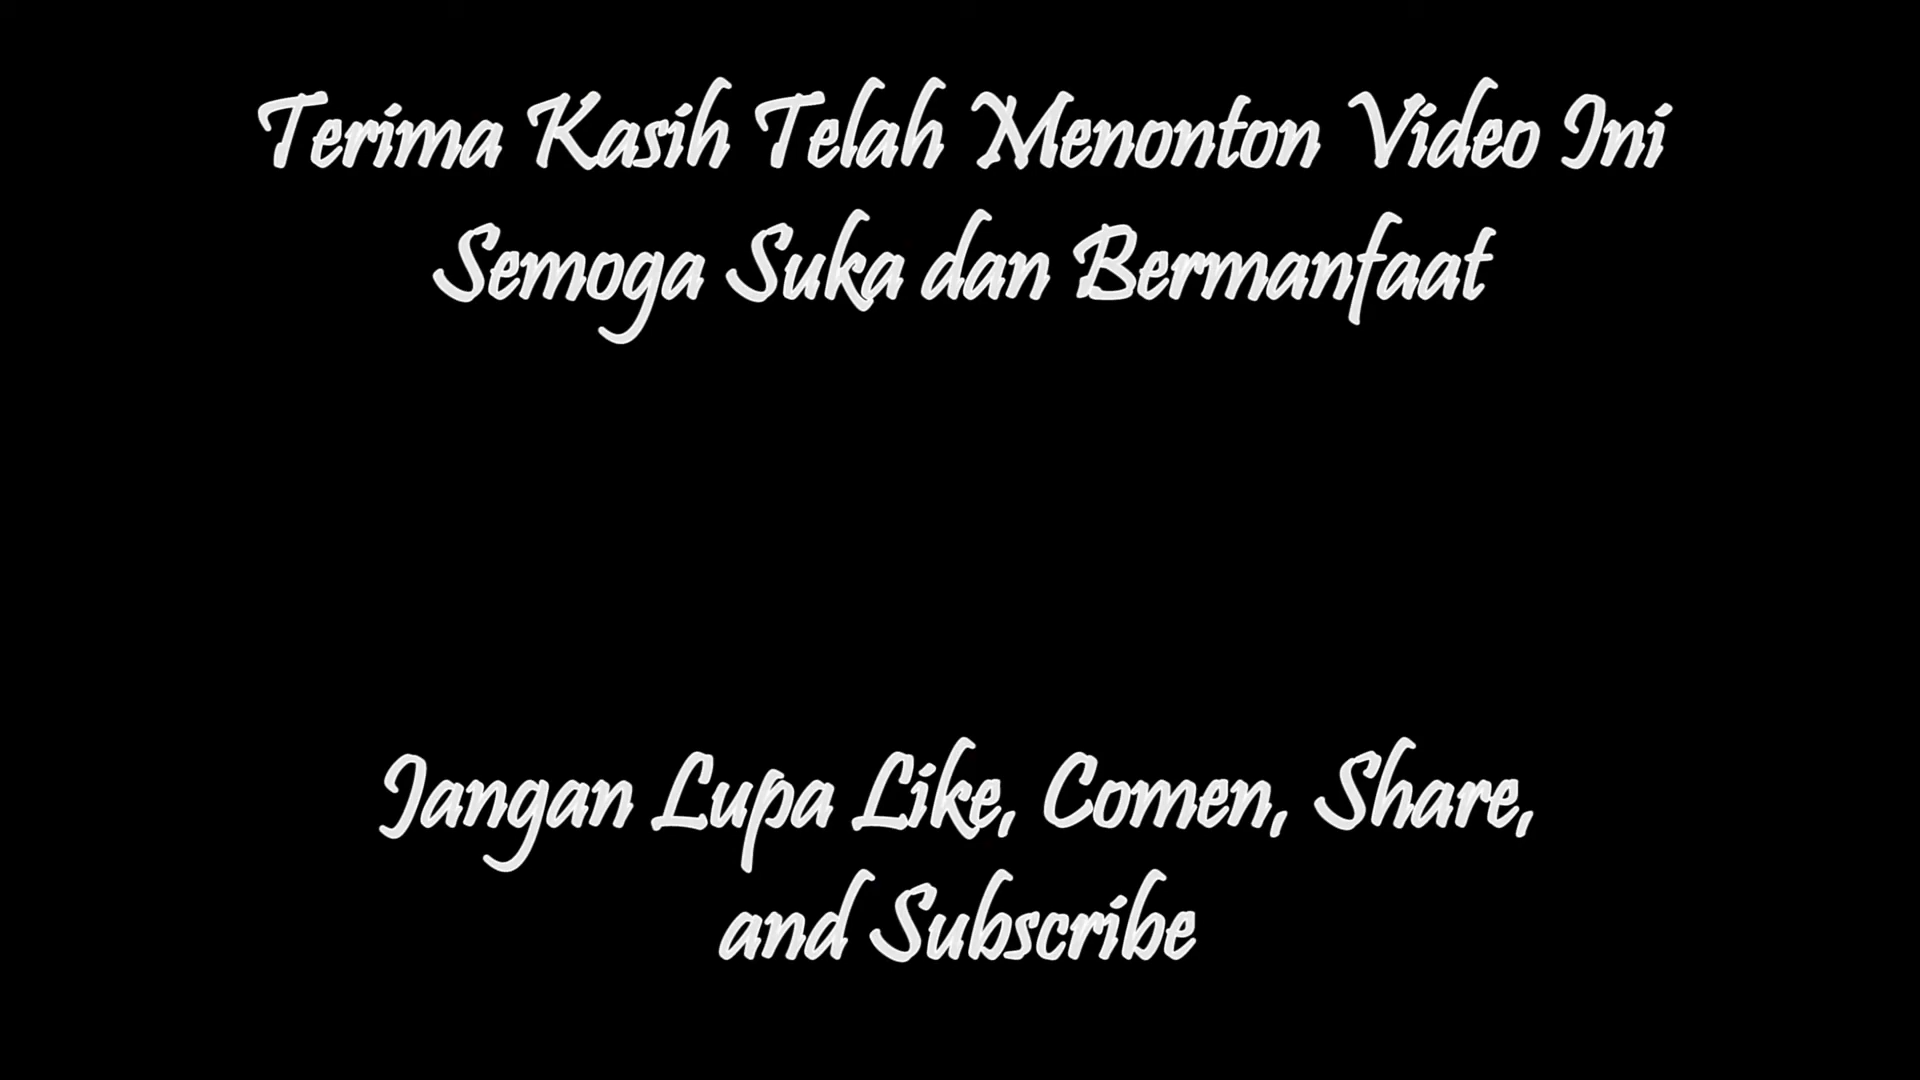 Terima Kasih Telah Menonton Video Ini
Semoga Suka dan Bermanfaat
Jangan Lupa Like, Comen, Share,
and Subscribe